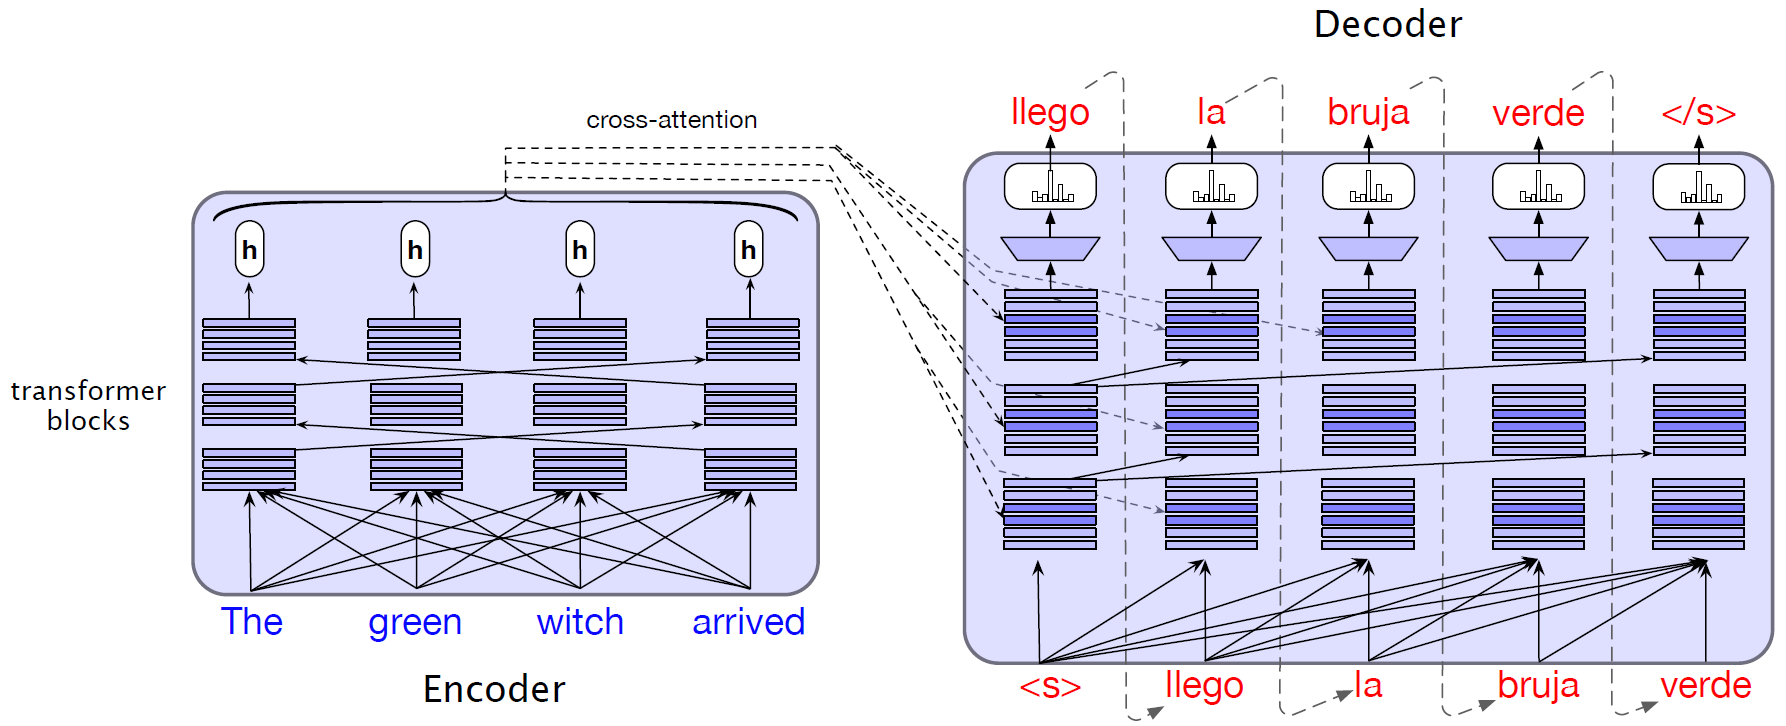 Decoder
llego la bruja verde </s>
cross-attention
h h h h
transformer
blocks
The green witch arrived
Encoder
<s> llego la bruja verde